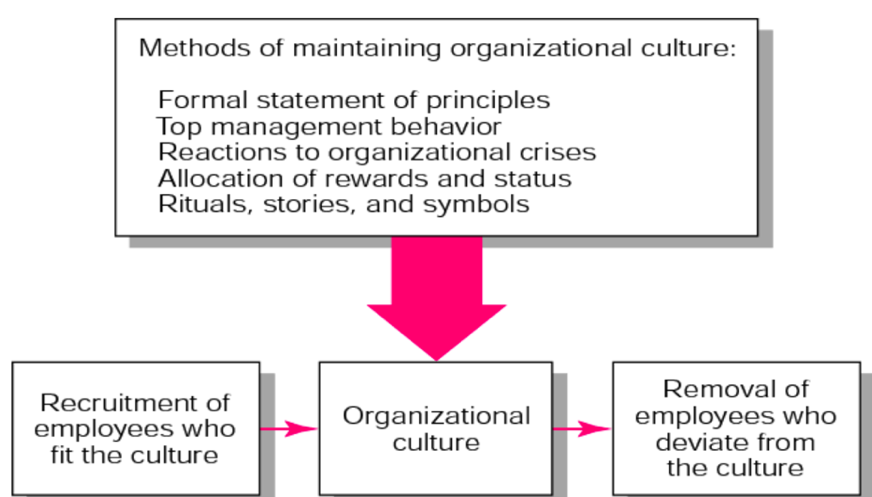 Methods of maintaining organizational culture:
Formal statement of principles
Top management behavior
Reactions to organizational crises
Allocation of rewards and status
Rituals, stories, and symbols
Recruitment of
employees who
fit the culture
Organizational
culture
Removal of
employees who
deviate from
the culture